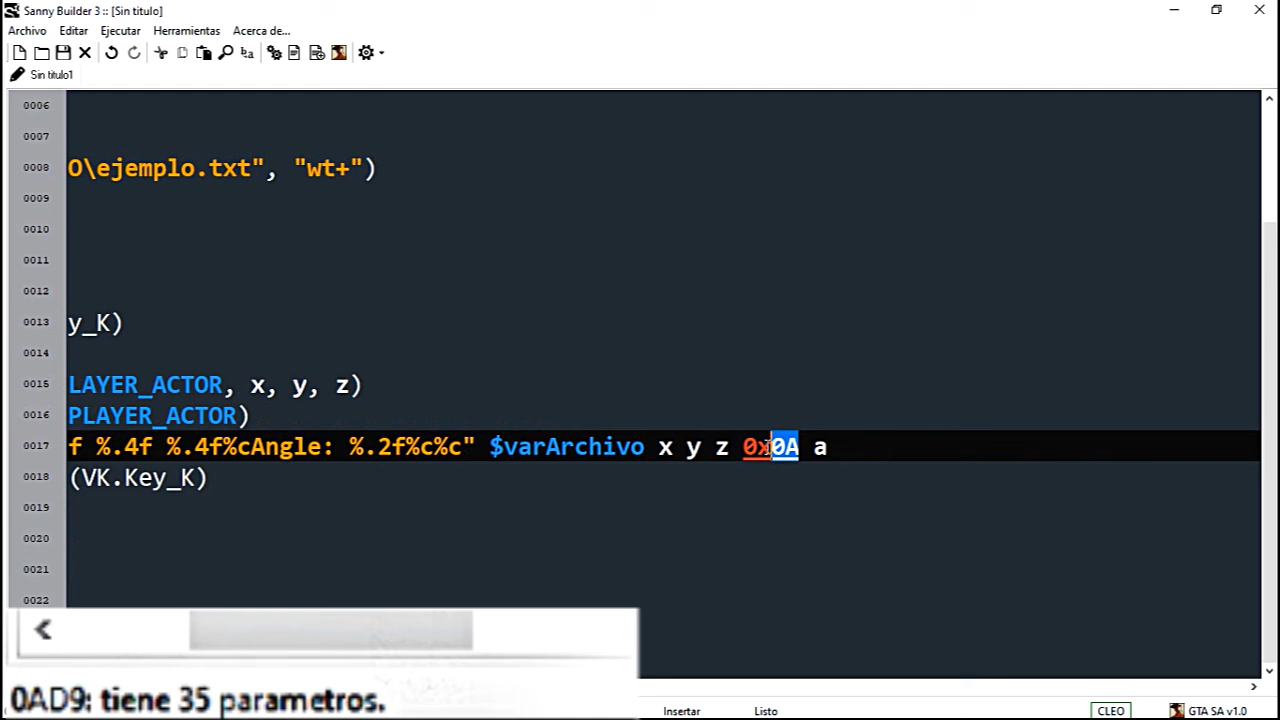 Sanny Builder 3 :: [Sin titulo]
Archivo Editar Ejecutar Herramientas Acerca de...
Sin titulo1
0006
0007
0008 O\ejemplo.txt", "wt+")
0009
0010
0011
0012
0013 y_K)
0014
0015 LAYER_ACTOR, x, y, z)
0016 PLAYER_ACTOR)
0017 f %.4f %.4f%cAngle: %.2f%c%c" $varArchivo x y z 0x0A a
0018 (VK.Key_K)
0019
0020
0021
0022
0AD9: tiene 35 parametros.
Insertar Listo CLEO GTA SA v1.0